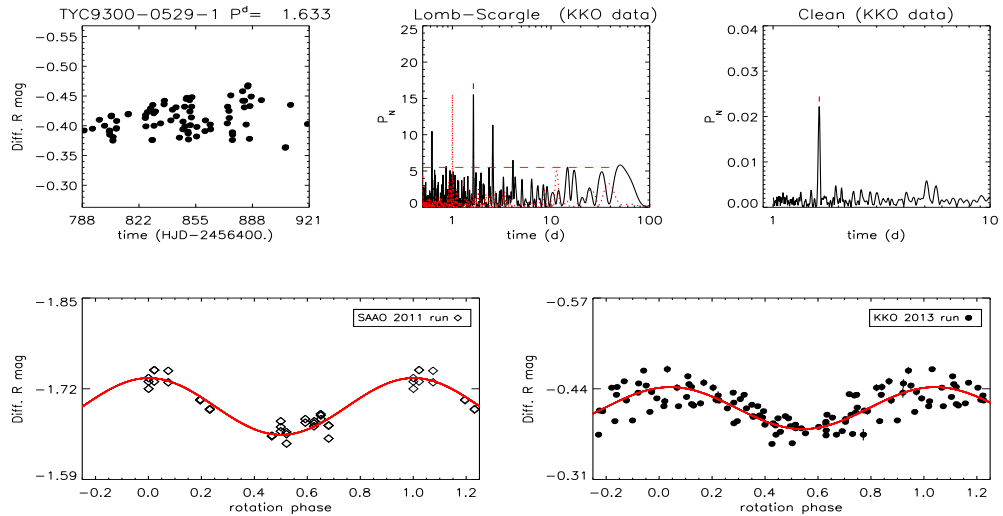 TYC9300-0529-1 P^d= 1.633
Lomb-Scargle (KKO data)
Clean (KKO data)
-0.55
-0.50
-0.45
-0.40
-0.35
-0.30
Diff. R mag
788 822 855 888 921
time (HJD-2456400.)
25
20
15
10
5
0
P_N
1 10 100
time (d)
0.04
0.03
0.02
0.01
0.00
P_N
1 10
time (d)
-1.85
-1.72
-1.59
Diff. R mag
SAAO 2011 run
-0.2 0.0 0.2 0.4 0.6 0.8 1.0 1.2
rotation phase
-0.57
-0.44
-0.31
Diff. R mag
KKO 2013 run
-0.2 0.0 0.2 0.4 0.6 0.8 1.0 1.2
rotation phase